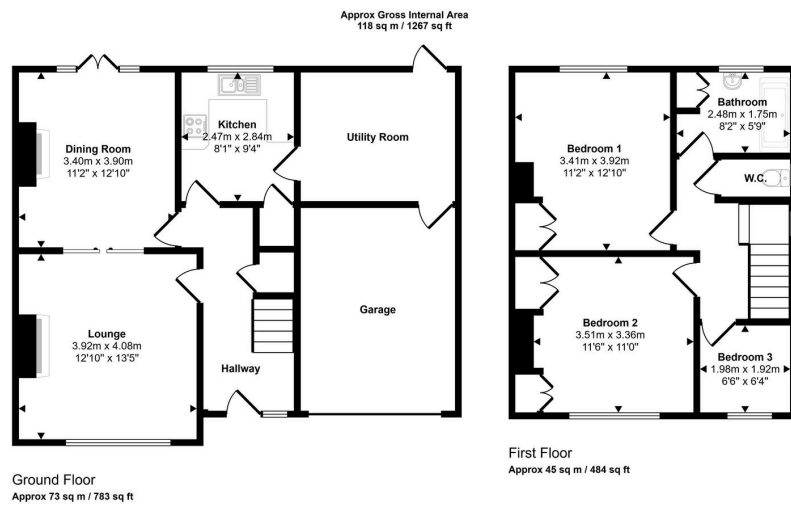 Approx Gross Internal Area
118 sq m / 1267 sq ft
Dining Room
3.40m x 3.90m
11'2" x 12'10"
Kitchen
2.47m x 2.84m
8'1" x 9'4"
Utility Room
Lounge
3.92m x 4.08m
12'10" x 13'5"
Hallway
Garage
Ground Floor
Approx 73 sq m / 783 sq ft
Bedroom 1
3.41m x 3.92m
11'2" x 12'10"
Bathroom
2.48m x 1.75m
8'2" x 5'9"
W.C.
Bedroom 2
3.51m x 3.36m
11'6" x 11'0"
Bedroom 3
1.98m x 1.92m
6'6" x 6'4"
First Floor
Approx 45 sq m / 484 sq ft